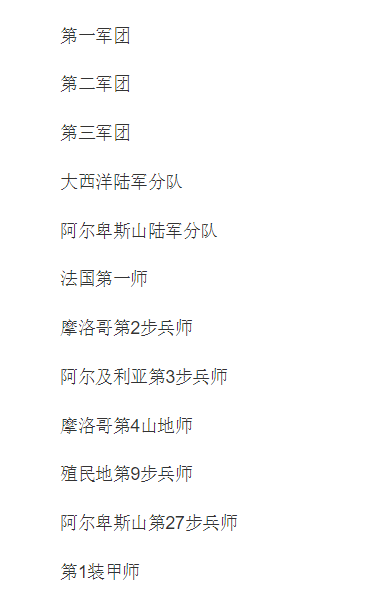 第一军团
第二军团
第三军团
大西洋陆军分队
阿尔卑斯山陆军分队
法国第一师
摩洛哥第2步兵师
阿尔及利亚第3步兵师
摩洛哥第4山地师
殖民地第9步兵师
阿尔卑斯山第27步兵师
第1装甲师